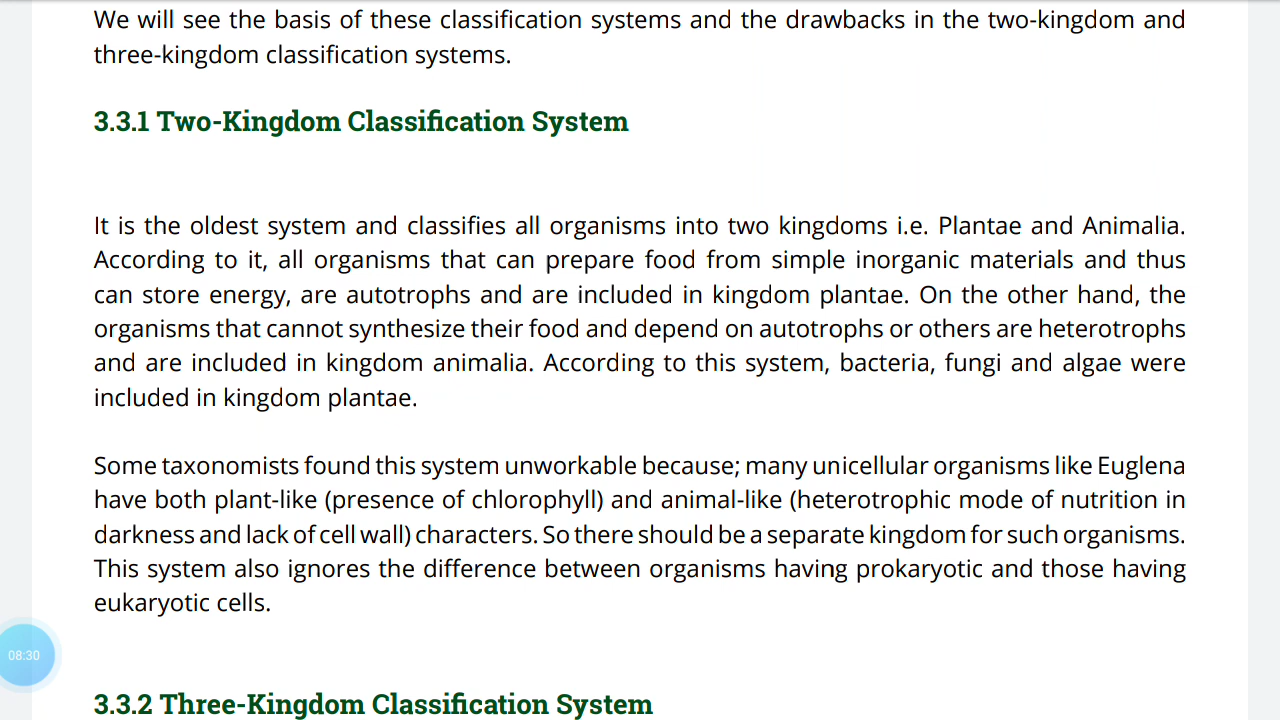 We will see the basis of these classification systems and the drawbacks in the two-kingdom and
three-kingdom classification systems.
3.3.1 Two-Kingdom Classification System
It is the oldest system and classifies all organisms into two kingdoms i.e. Plantae and Animalia.
According to it, all organisms that can prepare food from simple inorganic materials and thus
can store energy, are autotrophs and are included in kingdom plantae. On the other hand, the
organisms that cannot synthesize their food and depend on autotrophs or others are heterotrophs
and are included in kingdom animalia. According to this system, bacteria, fungi and algae were
included in kingdom plantae.
Some taxonomists found this system unworkable because; many unicellular organisms like Euglena
have both plant-like (presence of chlorophyll) and animal-like (heterotrophic mode of nutrition in
darkness and lack of cell wall) characters. So there should be a separate kingdom for such organisms.
This system also ignores the difference between organisms having prokaryotic and those having
eukaryotic cells.
08:30
3.3.2 Three-Kingdom Classification System